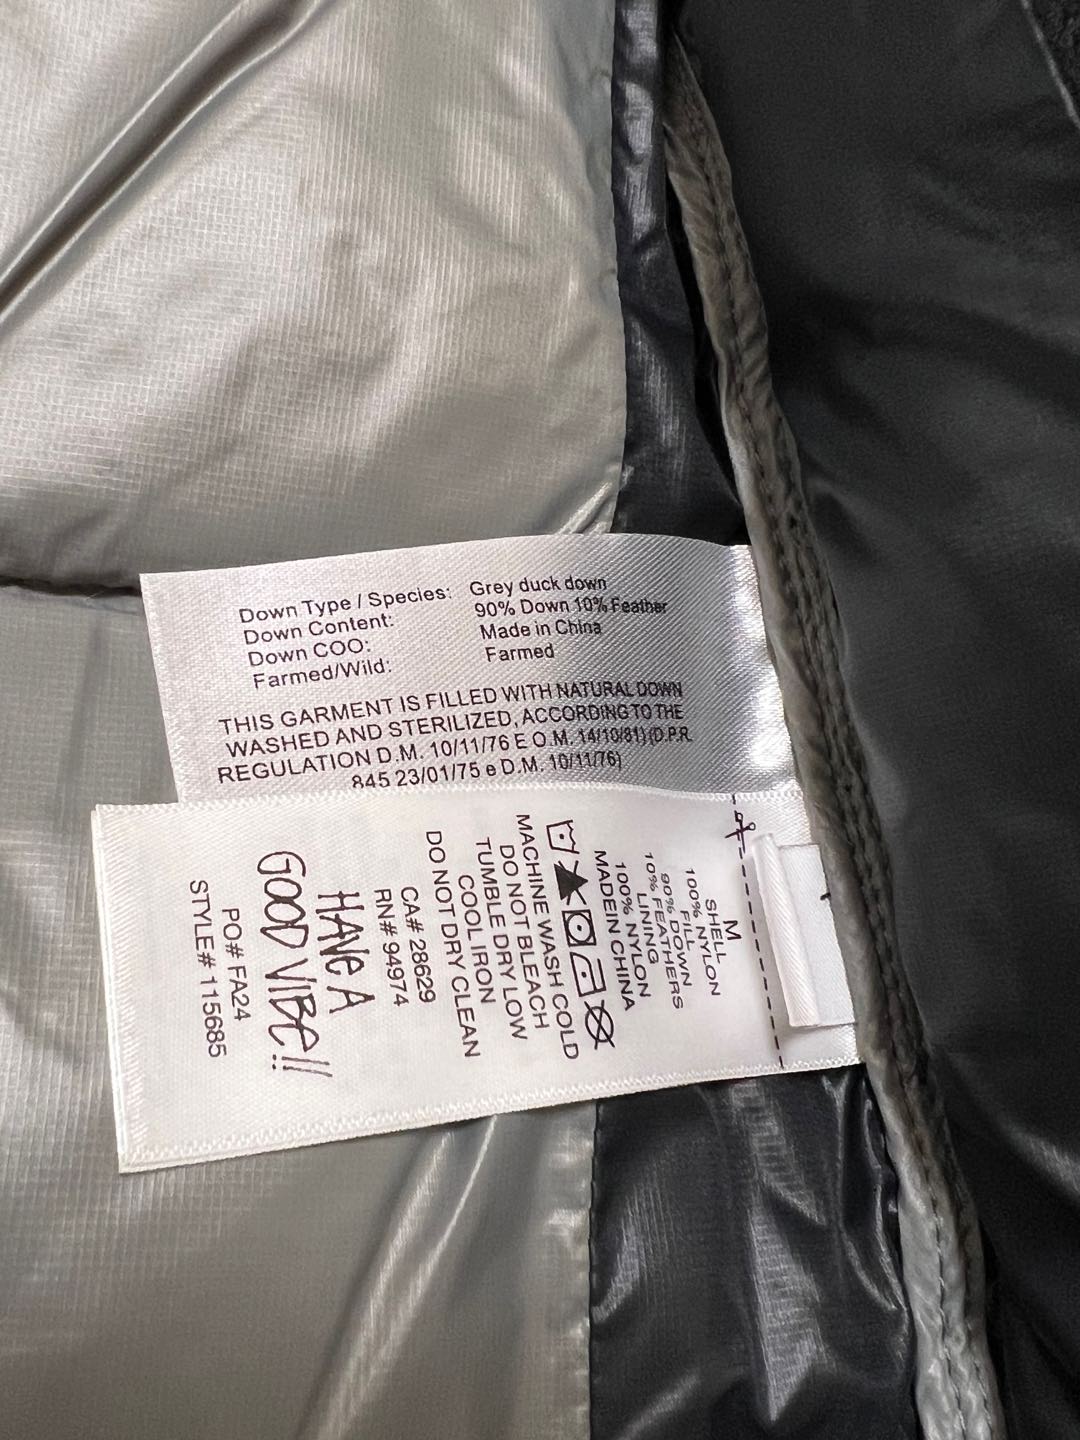 Down Type / Species: Grey duck down
Down Content: 90% Down 10% Feather
Down COO: Made in China
Farmed/Wild: Farmed
THIS GARMENT IS FILLED WITH NATURAL DOWN
WASHED AND STERILIZED, ACCORDING TO THE
REGULATION D.M. 10/11/76 E O.M. 14/10/81) (D.P.R.
845 23/01/75 e D.M. 10/11/76)
M
SHELL
100% NYLON
FILL
90% DOWN
10% FEATHERS
LINING
100% NYLON
MADE IN CHINA
MACHINE WASH COLD
DO NOT BLEACH
TUMBLE DRY LOW
COOL IRON
DO NOT DRY CLEAN
CA# 28629
RN# 94974
HAVE A
GOOD VIBE!!
PO# FA24
STYLE# 115685